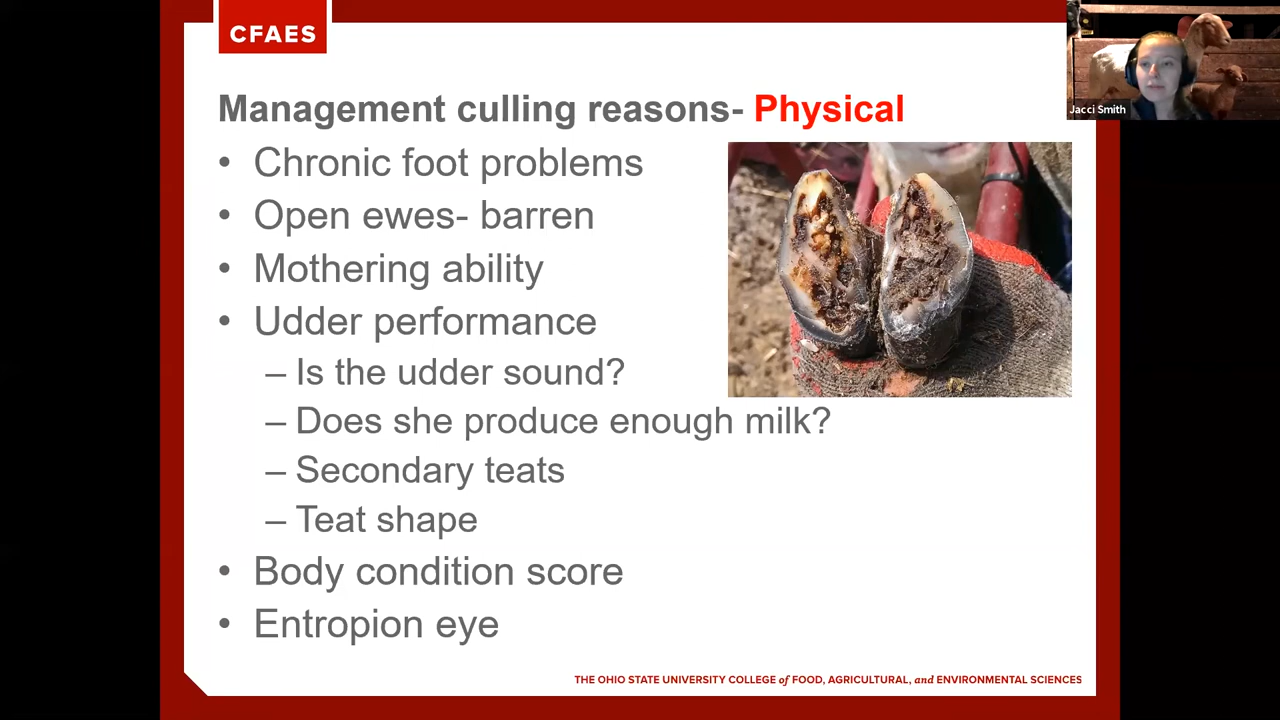 CFAES
Jacci Smith
Management culling reasons- Physical
• Chronic foot problems
• Open ewes- barren
• Mothering ability
• Udder performance
– Is the udder sound?
– Does she produce enough milk?
– Secondary teats
– Teat shape
• Body condition score
• Entropion eye
THE OHIO STATE UNIVERSITY COLLEGE of FOOD, AGRICULTURAL, and ENVIRONMENTAL SCIENCES